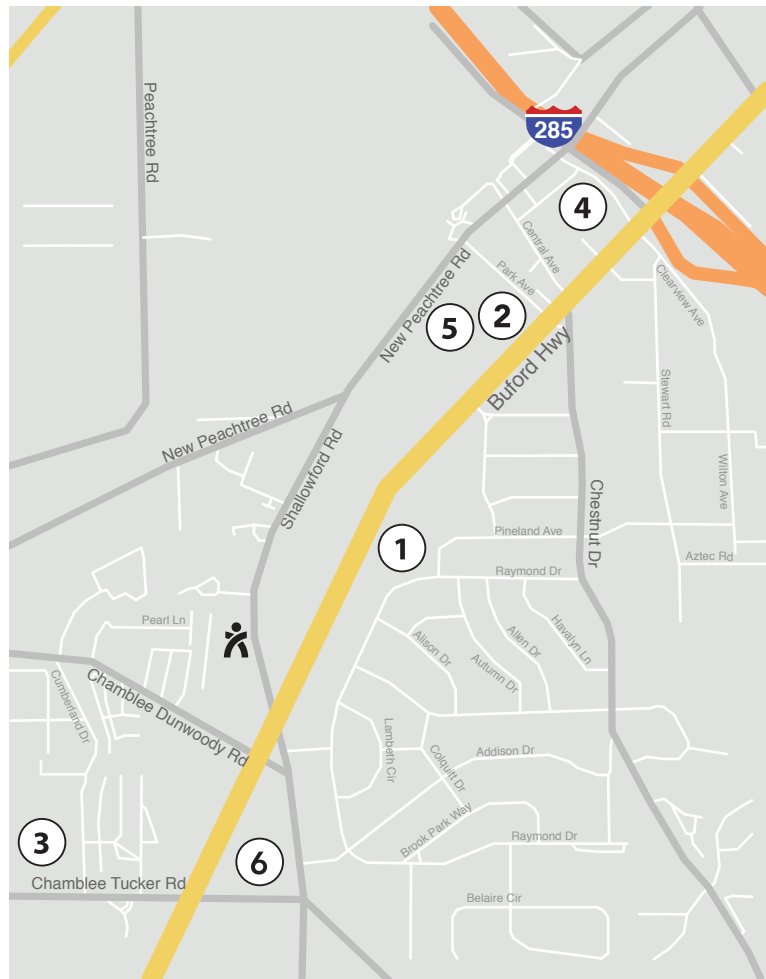 Peachtree Rd
285
4
Central Ave
New Peachtree Rd
Park Ave
Clearview Ave
5
2
Buford Hwy
Stewart Rd
New Peachtree Rd
Shallowford Rd
Wilton Ave
Chestnut Dr
1
Pineland Ave
Aztec Rd
Raymond Dr
Pearl Ln
Alison Dr
Allen Dr
Havalyn Ln
Autumn Dr
Cumberland Dr
Chamblee Dunwoody Rd
Lambeth Cir
Colquitt Dr
Addison Dr
Brook Park Way
Raymond Dr
3
6
Chamblee Tucker Rd
Belaire Cir